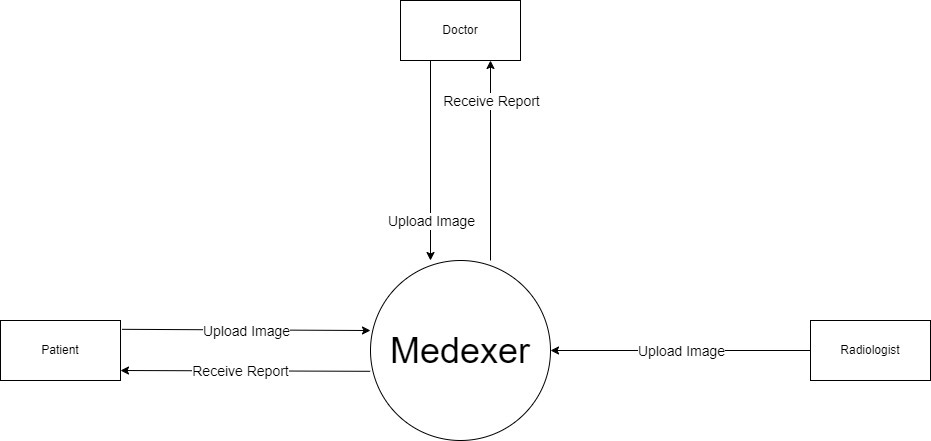 Doctor
Receive Report
Upload Image
Upload Image
Medexer
Upload Image
Patient
Radiologist
Receive Report